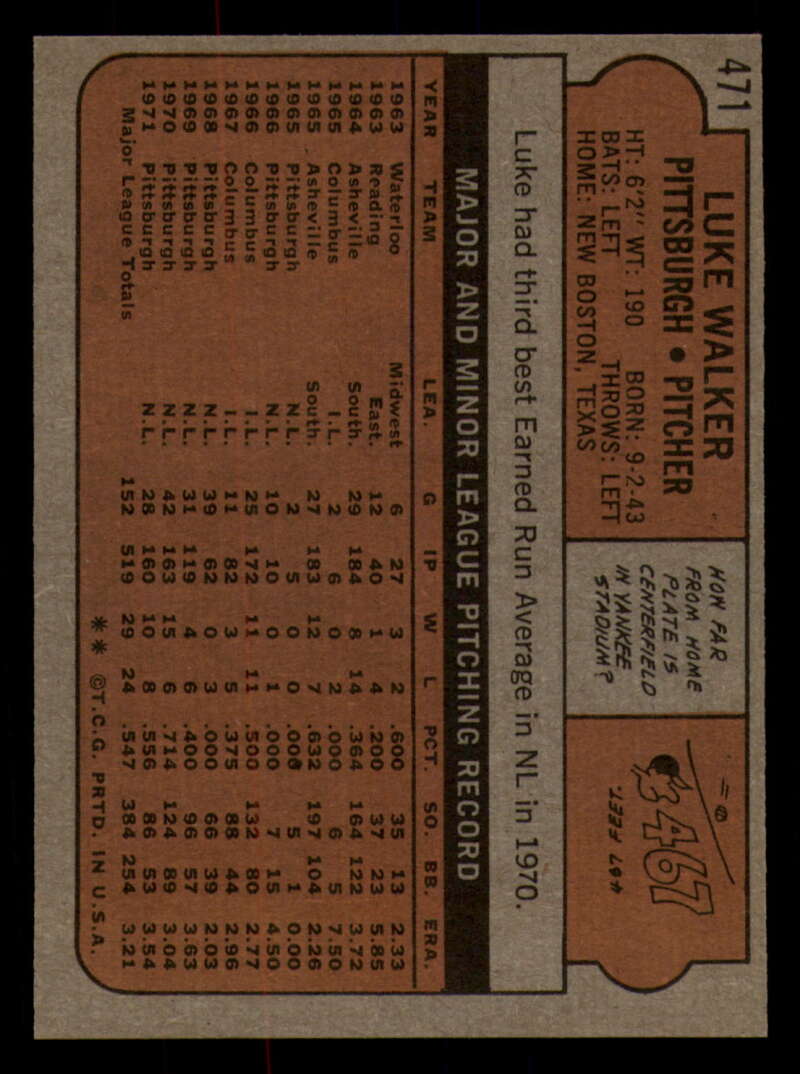 471
LUKE WALKER
PITTSBURGH • PITCHER
HT: 6'2" WT: 190 BORN: 9-2-43
BATS: LEFT THROWS: LEFT
HOME: NEW BOSTON, TEXAS
HOW FAR
FROM HOME
PLATE IS
CENTERFIELD
IN YANKEE
STADIUM?
467
467 FEET.
Luke had third best Earned Run Average in NL in 1970.
MAJOR AND MINOR LEAGUE PITCHING RECORD
YEAR TEAM LEA. G IP W L PCT. SO. BB. ERA.
1963 Waterloo Midwest 6 27 3 2 .600 35 13 2.33
1963 Reading East. 12 40 1 4 .200 37 23 5.85
1964 Asheville South. 29 184 8 14 .364 164 122 3.72
1965 Columbus I.L. 2 6 0 2 .000 6 5 7.50
1965 Asheville South. 27 183 12 7 .632 197 104 2.26
1965 Pittsburgh N.L. 2 5 0 0 .000 5 1 0.00
1966 Pittsburgh N.L. 10 10 0 1 .000 7 15 4.50
1966 Columbus I.L. 25 172 11 11 .500 132 80 2.77
1967 Columbus I.L. 11 82 3 5 .375 88 44 2.96
1968 Pittsburgh N.L. 39 62 0 3 .000 66 39 2.03
1969 Pittsburgh N.L. 31 119 4 6 .400 96 57 3.63
1970 Pittsburgh N.L. 42 163 15 6 .714 124 89 3.04
1971 Pittsburgh N.L. 28 160 10 8 .556 86 53 3.54
Major League Totals 152 519 29 24 .547 384 254 3.21
** ©T.C.G. PRTD. IN U.S.A.